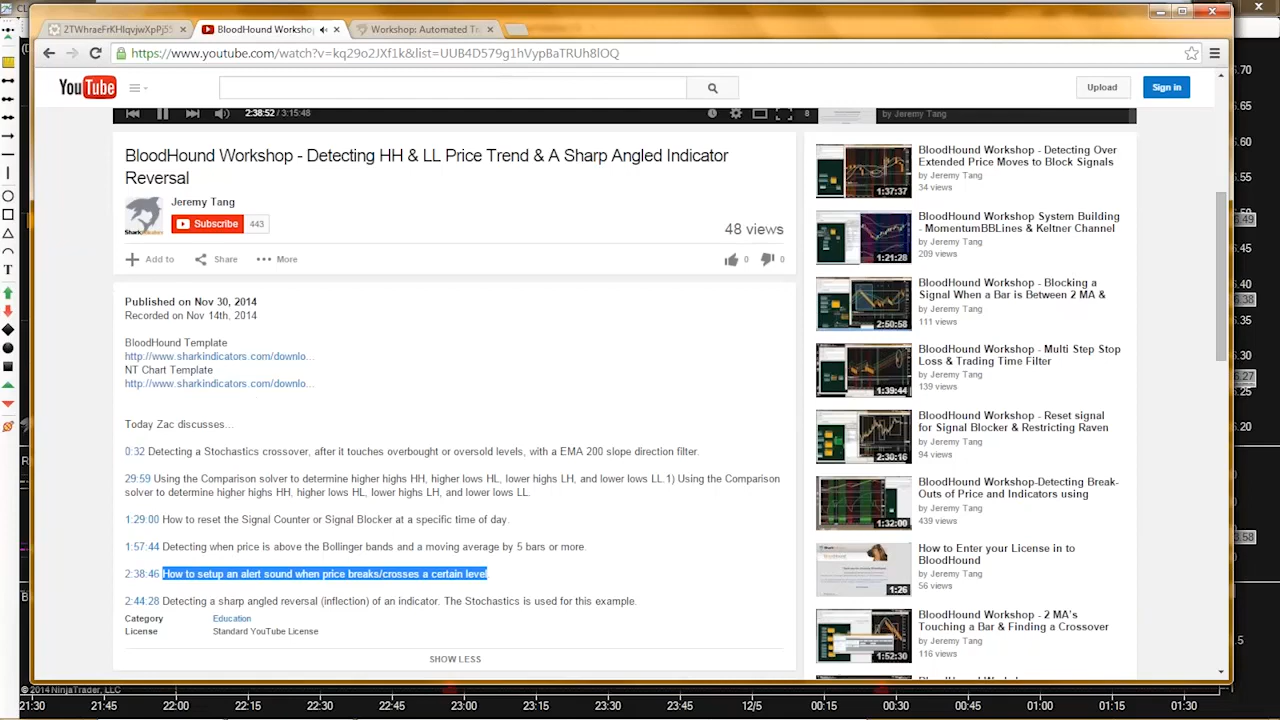 2TWhraeFrKHIqvjwXpPj55
BloodHound Workshop
Workshop: Automated Tr
https://www.youtube.com/watch?v=kq29o2JXf1k&list=UUB4D579g1hVypBaTRUh8lOQ
YouTube
Upload
Sign in
2:38:52 / 3:15:48
8
by Jeremy Tang
BloodHound Workshop - Detecting HH & LL Price Trend & A Sharp Angled Indicator
Reversal
Jeremy Tang
Subscribe 443
48 views
Add to Share More
0 0
Published on Nov 30, 2014
Recorded on Nov 14th, 2014
BloodHound Template
http://www.sharkindicators.com/downlo...
NT Chart Template
http://www.sharkindicators.com/downlo...
Today Zac discusses...
0:32 Detecting a Stochastics crossover, after it touches overbought or oversold levels, with a EMA 200 slope direction filter.
29:59 Using the Comparison solver to determine higher highs HH, higher lows HL, lower highs LH, and lower lows LL.1) Using the Comparison
solver to determine higher highs HH, higher lows HL, lower highs LH, and lower lows LL.
1:29:00 How to reset the Signal Counter or Signal Blocker at a specific time of day.
1:57:44 Detecting when price is above the Bollinger bands and a moving average by 5 bars or more.
2:38:46 How to setup an alert sound when price breaks/crosses a certain level
2:44:28 Detecting a sharp angled reversal (inflection) of an indicator. The Stochastics is used for this example.
Category Education
License Standard YouTube License
SHOW LESS
BloodHound Workshop - Detecting Over
Extended Price Moves to Block Signals
by Jeremy Tang
34 views
1:37:37
BloodHound Workshop System Building
- MomentumBBLines & Keltner Channel
by Jeremy Tang
209 views
1:21:28
BloodHound Workshop - Blocking a
Signal When a Bar is Between 2 MA &
by Jeremy Tang
111 views
2:50:58
BloodHound Workshop - Multi Step Stop
Loss & Trading Time Filter
by Jeremy Tang
139 views
1:39:44
BloodHound Workshop - Reset signal
for Signal Blocker & Restricting Raven
by Jeremy Tang
94 views
2:30:16
BloodHound Workshop-Detecting Break-
Outs of Price and Indicators using
by Jeremy Tang
439 views
1:32:00
How to Enter your License in to
BloodHound
by Jeremy Tang
56 views
1:26
BloodHound Workshop - 2 MA's
Touching a Bar & Finding a Crossover
by Jeremy Tang
116 views
1:52:30
© 2014 NinjaTrader, LLC
21:30 21:45 22:00 22:15 22:30 22:45 23:00 23:15 23:30 23:45 12/5 00:15 00:30 00:45 01:00 01:15 01:30